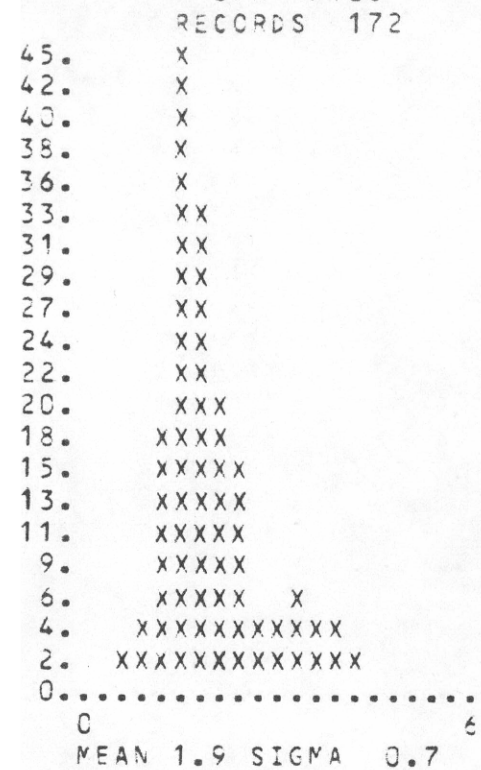 RECORDS 172
45. X
42. X
40. X
38. X
36. X
33. XX
31. XX
29. XX
27. XX
24. XX
22. XX
20. XXX
18. XXXX
15. XXXXX
13. XXXXX
11. XXXXX
9. XXXXX
6. XXXXX X
4. XXXXXXXXXXX
2. XXXXXXXXXXXXX
0.....................
0 6
MEAN 1.9 SIGMA 0.7